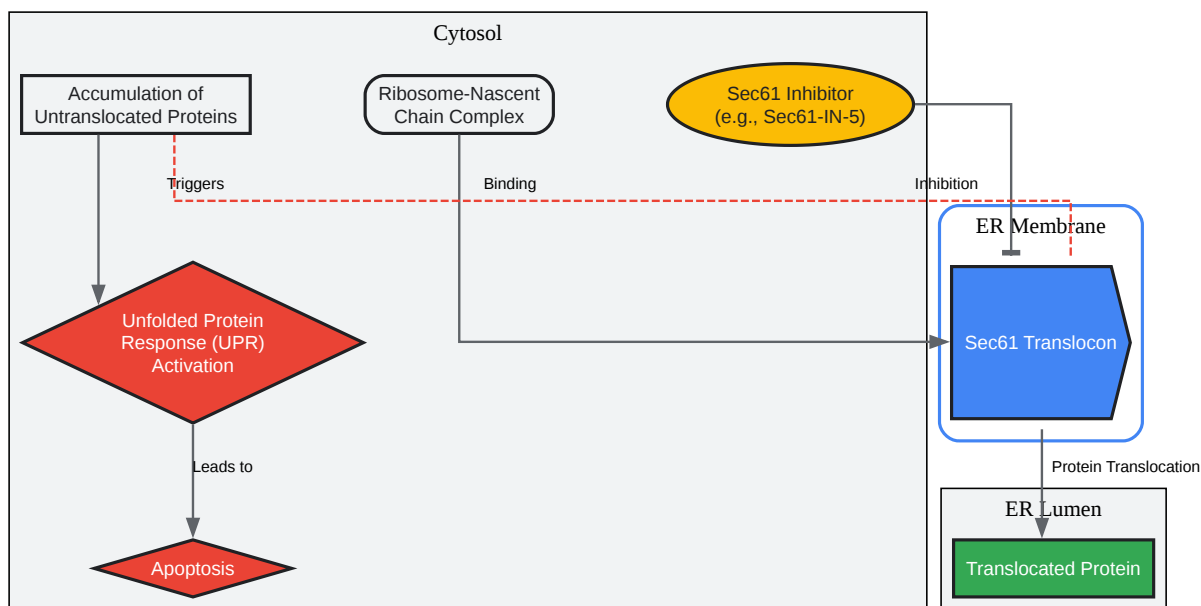 Cytosol
Accumulation of
Untranslocated Proteins
Ribosome-Nascent
Chain Complex
Sec61 Inhibitor
(e.g., Sec61-IN-5)
Triggers
Binding
Inhibition
ER Membrane
Unfolded Protein
Response (UPR)
Activation
Sec61 Translocon
Leads to
Protein Translocation
ER Lumen
Apoptosis
Translocated Protein